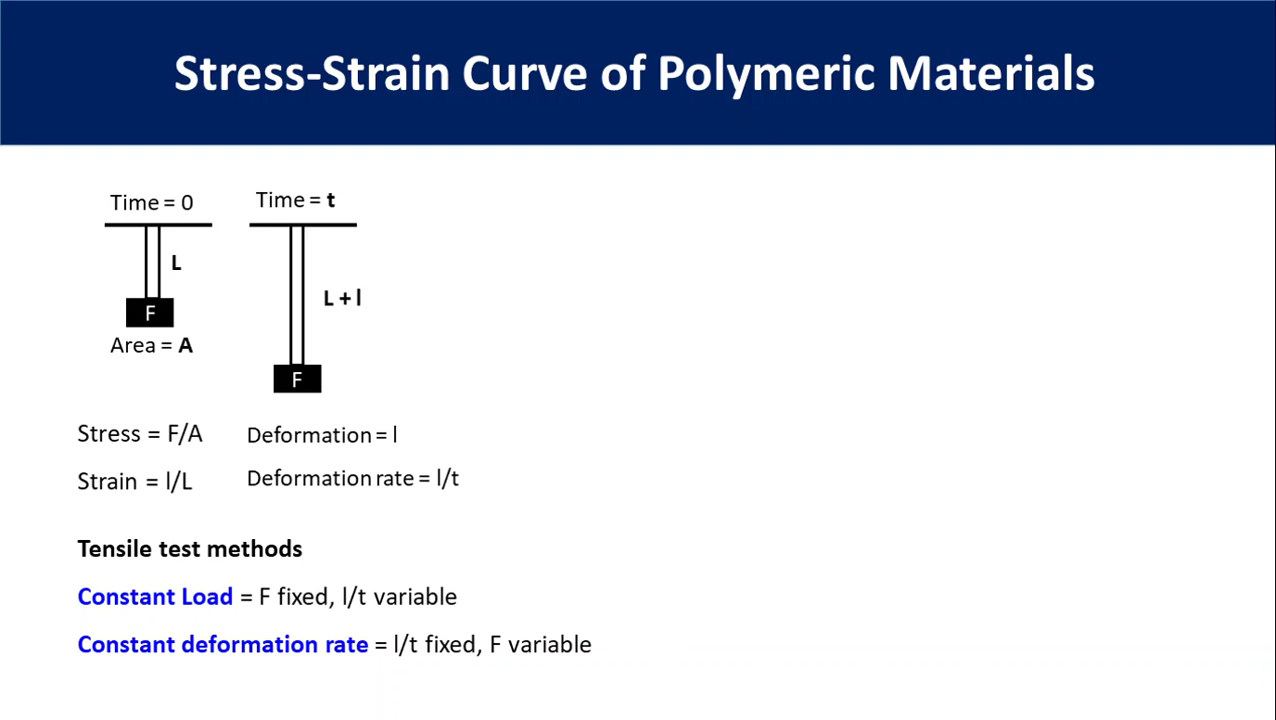 Stress-Strain Curve of Polymeric Materials
Time = 0
Time = t
L
L + l
F
Area = A
F
Stress = F/A
Deformation = l
Strain = l/L
Deformation rate = l/t
Tensile test methods
Constant Load = F fixed, l/t variable
Constant deformation rate = l/t fixed, F variable